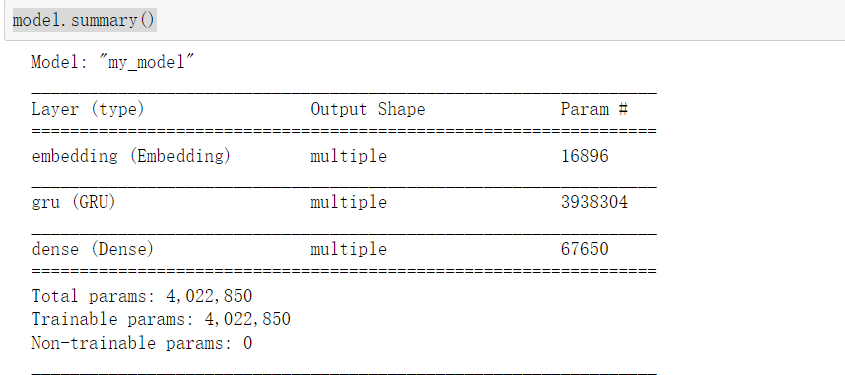 model.summary()
Model: "my_model"
_________________________________________________________________
Layer (type)                 Output Shape              Param #
=================================================================
embedding (Embedding)        multiple                  16896
_________________________________________________________________
gru (GRU)                    multiple                  3938304
_________________________________________________________________
dense (Dense)                multiple                  67650
=================================================================
Total params: 4,022,850
Trainable params: 4,022,850
Non-trainable params: 0
_________________________________________________________________